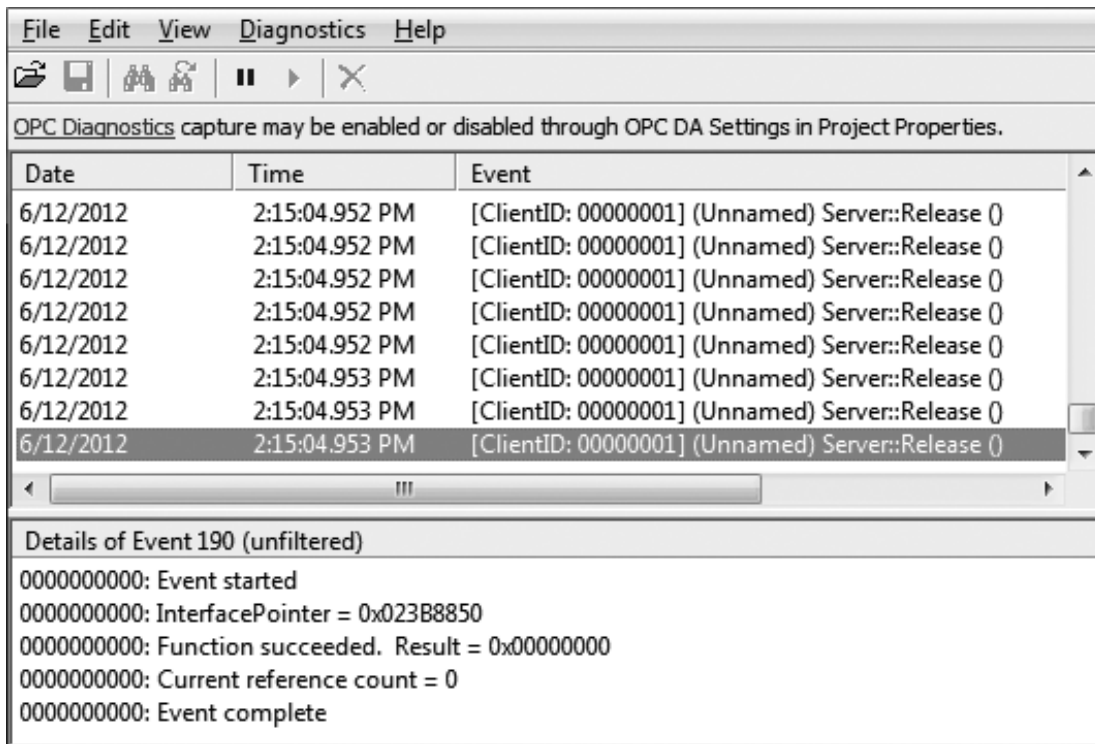 File Edit View Diagnostics Help
OPC Diagnostics capture may be enabled or disabled through OPC DA Settings in Project Properties.
Date Time Event
6/12/2012 2:15:04.952 PM [ClientID: 00000001] (Unnamed) Server::Release ()
6/12/2012 2:15:04.952 PM [ClientID: 00000001] (Unnamed) Server::Release ()
6/12/2012 2:15:04.952 PM [ClientID: 00000001] (Unnamed) Server::Release ()
6/12/2012 2:15:04.952 PM [ClientID: 00000001] (Unnamed) Server::Release ()
6/12/2012 2:15:04.952 PM [ClientID: 00000001] (Unnamed) Server::Release ()
6/12/2012 2:15:04.953 PM [ClientID: 00000001] (Unnamed) Server::Release ()
6/12/2012 2:15:04.953 PM [ClientID: 00000001] (Unnamed) Server::Release ()
6/12/2012 2:15:04.953 PM [ClientID: 00000001] (Unnamed) Server::Release ()
Details of Event 190 (unfiltered)
0000000000: Event started
0000000000: InterfacePointer = 0x023B8850
0000000000: Function succeeded.  Result = 0x00000000
0000000000: Current reference count = 0
0000000000: Event complete